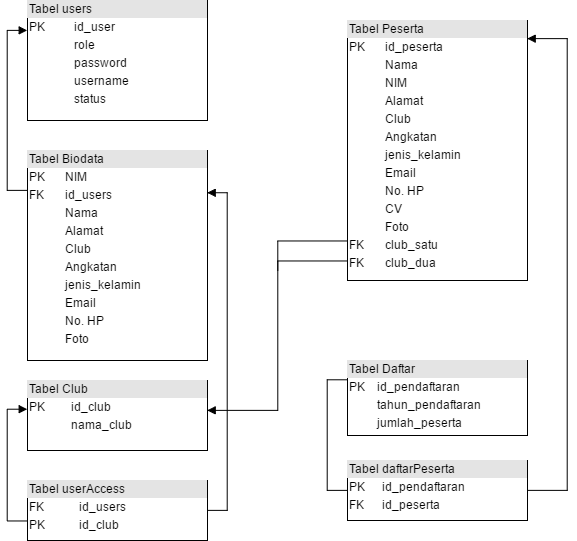 Tabel users
PK id_user
role
password
username
status
Tabel Biodata
PK NIM
FK id_users
Nama
Alamat
Club
Angkatan
jenis_kelamin
Email
No. HP
Foto
Tabel Club
PK id_club
nama_club
Tabel userAccess
FK id_users
PK id_club
Tabel Peserta
PK id_peserta
Nama
NIM
Alamat
Club
Angkatan
jenis_kelamin
Email
No. HP
CV
Foto
FK club_satu
FK club_dua
Tabel Daftar
PK id_pendaftaran
tahun_pendaftaran
jumlah_peserta
Tabel daftarPeserta
PK id_pendaftaran
FK id_peserta